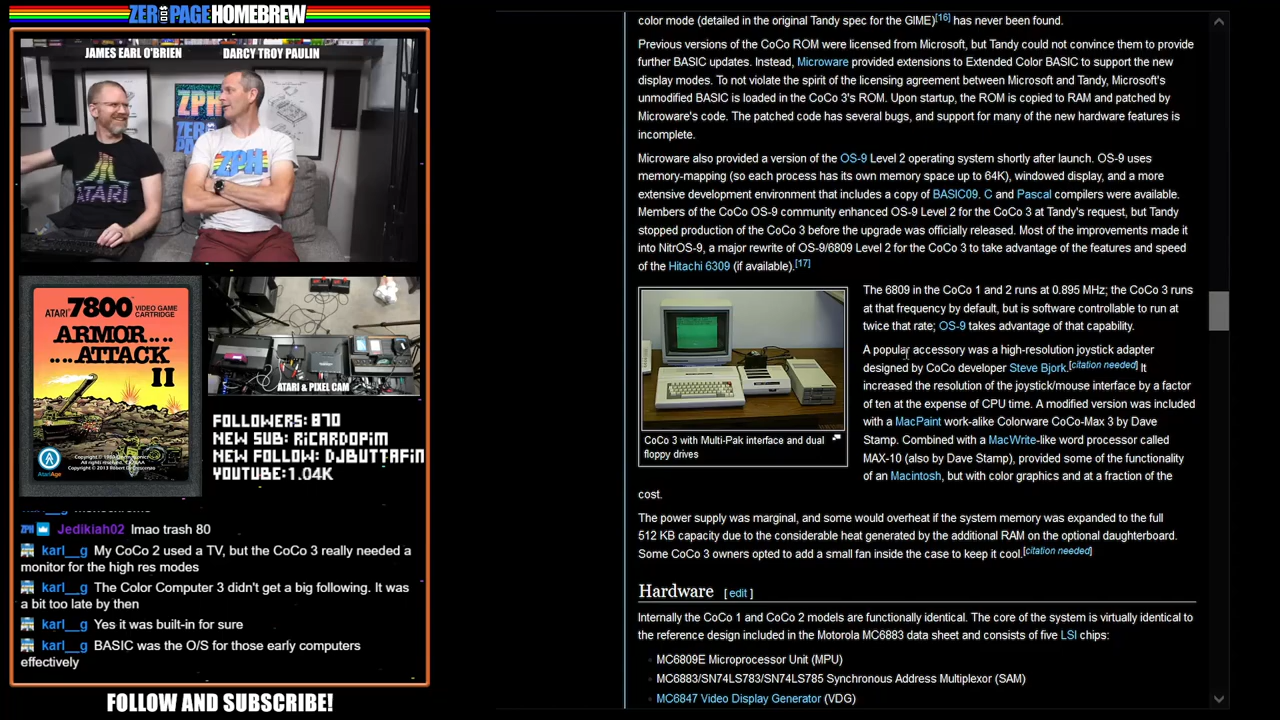 ZER PAGE HOMEBREW
JAMES EARL O'BRIEN
DARCY TROY PAULIN
ZPH
ATARI
ZPH
ATARI 7800 VIDEO GAME CARTRIDGE
ARMOR...
...ATTACK
II
AtariAge
ATARI & PIXEL CAM
FOLLOWERS: 870
NEW SUB: RICARDOPIM
NEW FOLLOW: DJBUTTAFIN
YOUTUBE: 1.04K
Jedikiah02 lmao trash 80
karl__g My CoCo 2 used a TV, but the CoCo 3 really needed a
monitor for the high res modes
karl__g The Color Computer 3 didn't get a big following. It was
a bit too late by then
karl__g Yes it was built-in for sure
karl__g BASIC was the O/S for those early computers
effectively
FOLLOW AND SUBSCRIBE!
color mode (detailed in the original Tandy spec for the GIME)[16] has never been found.
Previous versions of the CoCo ROM were licensed from Microsoft, but Tandy could not convince them to provide
further BASIC updates. Instead, Microware provided extensions to Extended Color BASIC to support the new
display modes. To not violate the spirit of the licensing agreement between Microsoft and Tandy, Microsoft's
unmodified BASIC is loaded in the CoCo 3's ROM. Upon startup, the ROM is copied to RAM and patched by
Microware's code. The patched code has several bugs, and support for many of the new hardware features is
incomplete.
Microware also provided a version of the OS-9 Level 2 operating system shortly after launch. OS-9 uses
memory-mapping (so each process has its own memory space up to 64K), windowed display, and a more
extensive development environment that includes a copy of BASIC09. C and Pascal compilers were available.
Members of the CoCo OS-9 community enhanced OS-9 Level 2 for the CoCo 3 at Tandy's request, but Tandy
stopped production of the CoCo 3 before the upgrade was officially released. Most of the improvements made it
into NitrOS-9, a major rewrite of OS-9/6809 Level 2 for the CoCo 3 to take advantage of the features and speed
of the Hitachi 6309 (if available).[17]
The 6809 in the CoCo 1 and 2 runs at 0.895 MHz; the CoCo 3 runs
at that frequency by default, but is software controllable to run at
twice that rate; OS-9 takes advantage of that capability.
A popular accessory was a high-resolution joystick adapter
designed by CoCo developer Steve Bjork.[citation needed] It
increased the resolution of the joystick/mouse interface by a factor
of ten at the expense of CPU time. A modified version was included
with a MacPaint work-alike Colorware CoCo-Max 3 by Dave
Stamp. Combined with a MacWrite-like word processor called
MAX-10 (also by Dave Stamp), provided some of the functionality
of an Macintosh, but with color graphics and at a fraction of the
cost.
CoCo 3 with Multi-Pak interface and dual
floppy drives
The power supply was marginal, and some would overheat if the system memory was expanded to the full
512 KB capacity due to the considerable heat generated by the additional RAM on the optional daughterboard.
Some CoCo 3 owners opted to add a small fan inside the case to keep it cool.[citation needed]
Hardware [ edit ]
Internally the CoCo 1 and CoCo 2 models are functionally identical. The core of the system is virtually identical to
the reference design included in the Motorola MC6883 data sheet and consists of five LSI chips:
MC6809E Microprocessor Unit (MPU)
MC6883/SN74LS783/SN74LS785 Synchronous Address Multiplexor (SAM)
MC6847 Video Display Generator (VDG)